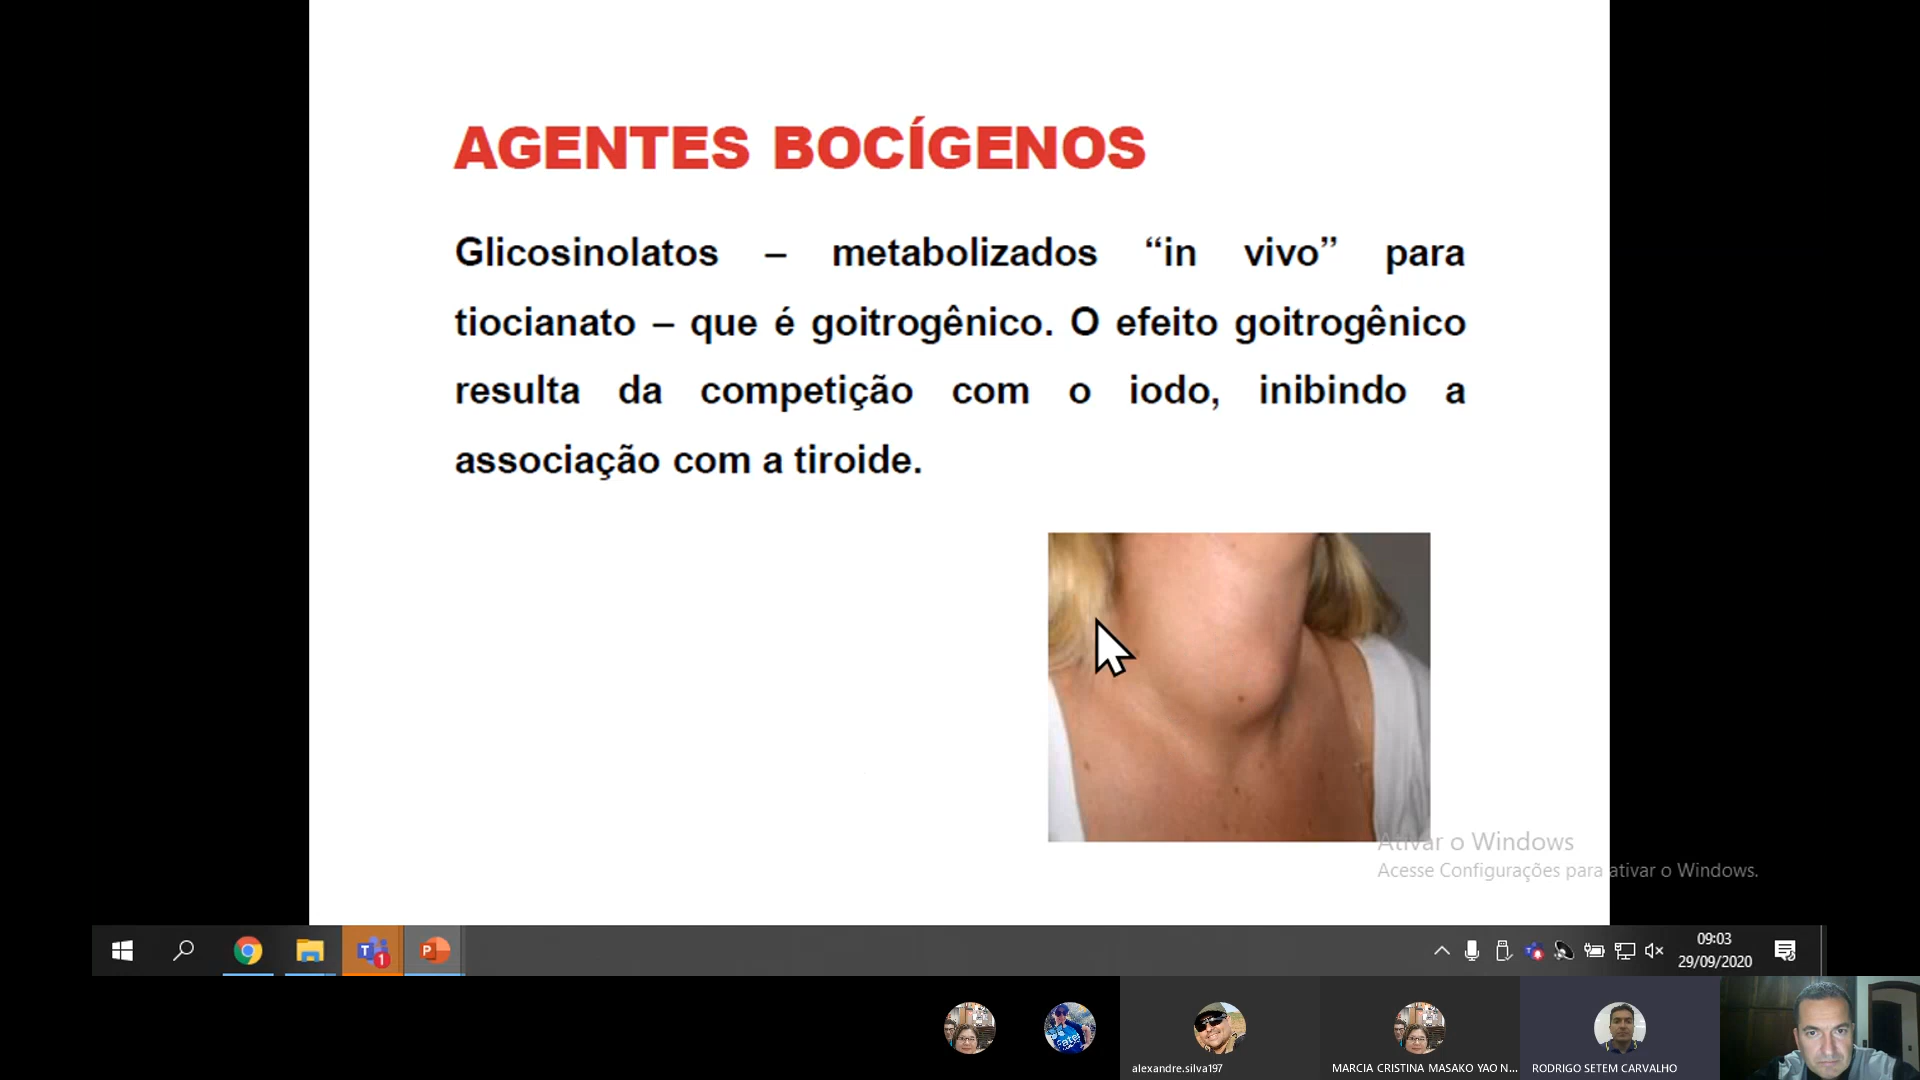 AGENTES BOCÍGENOS
Glicosinolatos – metabolizados “in vivo” para
tiocianato – que é goitrogênico. O efeito goitrogênico
resulta da competição com o iodo, inibindo a
associação com a tiroide.
Ativar o Windows
Acesse Configurações para ativar o Windows.
09:03
29/09/2020
alexandre.silva197
MARCIA CRISTINA MASAKO YAO N...
RODRIGO SETEM CARVALHO